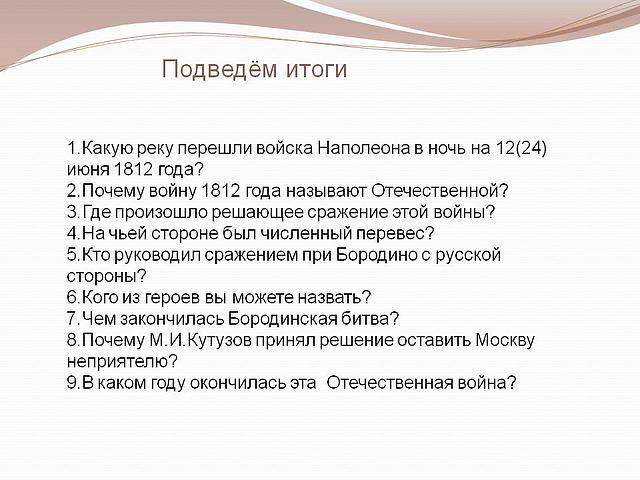 Подведём итоги
1.Какую реку перешли войска Наполеона в ночь на 12(24)
июня 1812 года?
2.Почему войну 1812 года называют Отечественной?
3.Где произошло решающее сражение этой войны?
4.На чьей стороне был численный перевес?
5.Кто руководил сражением при Бородино с русской
стороны?
6.Кого из героев вы можете назвать?
7.Чем закончилась Бородинская битва?
8.Почему М.И.Кутузов принял решение оставить Москву
неприятелю?
9.В каком году окончилась эта  Отечественная война?